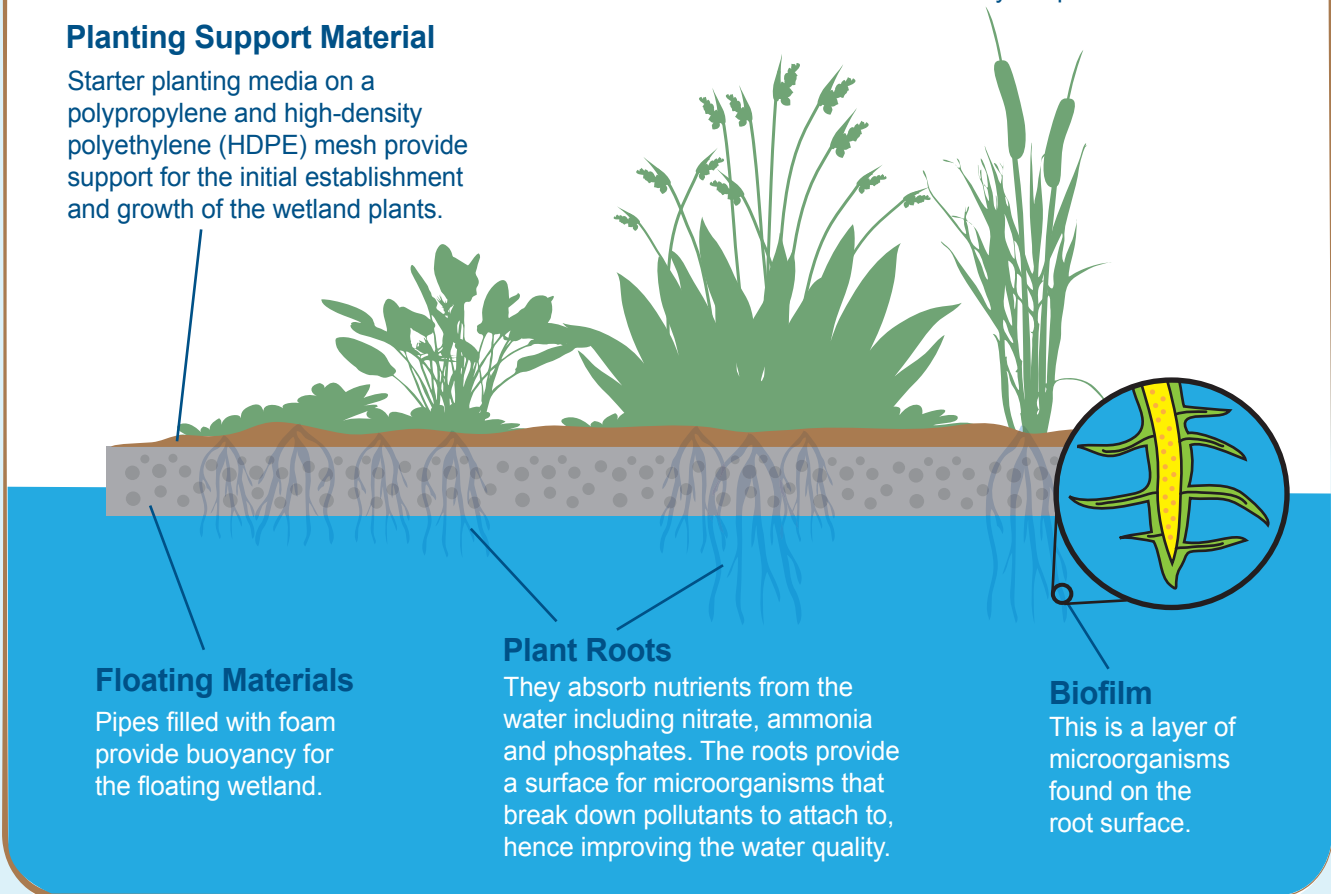 Planting Support Material
Starter planting media on a
polypropylene and high-density
polyethylene (HDPE) mesh provide
support for the initial establishment
and growth of the wetland plants.
Floating Materials
Pipes filled with foam
provide buoyancy for
the floating wetland.
Plant Roots
They absorb nutrients from the
water including nitrate, ammonia
and phosphates. The roots provide
a surface for microorganisms that
break down pollutants to attach to,
hence improving the water quality.
Biofilm
This is a layer of
microorganisms
found on the
root surface.